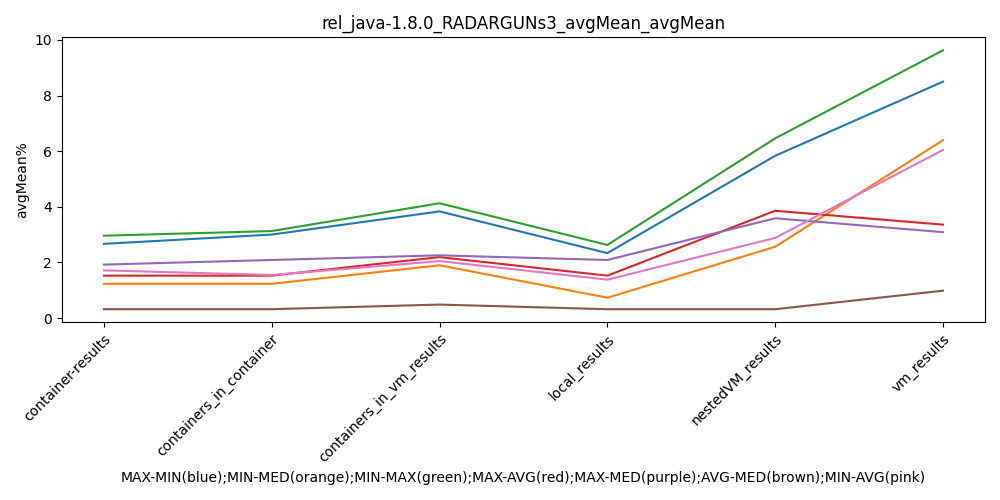 rel_java-1.8.0_RADARGUNs3_avgMean_avgMean
avgMean%
10
8
6
4
2
0
container-results
containers_in_container
containers_in_vm_results
local_results
nestedVM_results
vm_results
MAX-MIN(blue);MIN-MED(orange);MIN-MAX(green);MAX-AVG(red);MAX-MED(purple);AVG-MED(brown);MIN-AVG(pink)